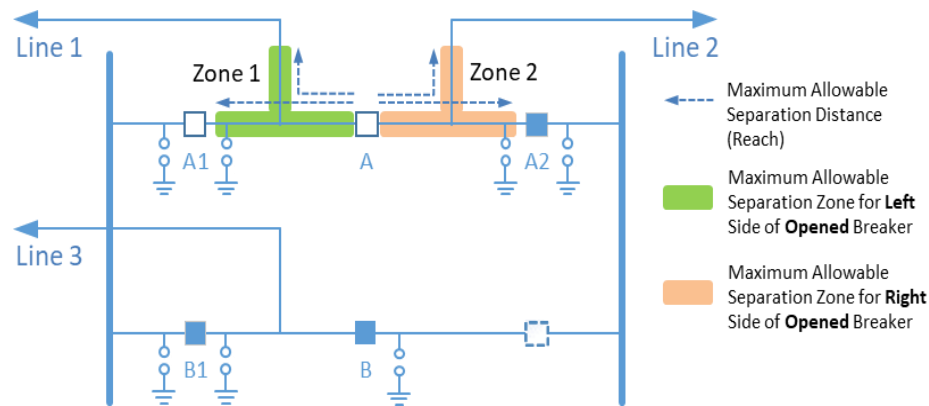 Line 1
Line 2
Zone 1
Zone 2
Maximum Allowable
Separation Distance
(Reach)
A1
A
A2
Maximum Allowable
Separation Zone for Left
Side of Opened Breaker
Line 3
Maximum Allowable
Separation Zone for Right
Side of Opened Breaker
B1
B